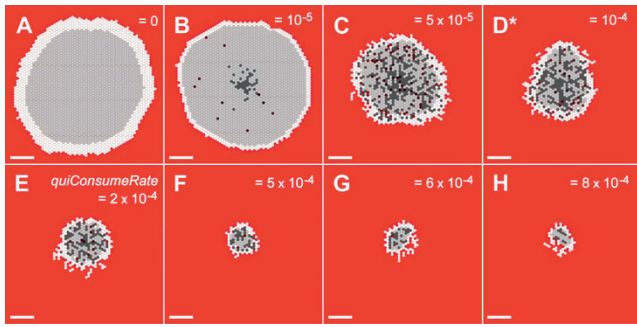 A = 0
B = 10-5
C = 5 x 10-5
D* = 10-4
E quiConsumeRate
= 2 x 10-4
F = 5 x 10-4
G = 6 x 10-4
H = 8 x 10-4